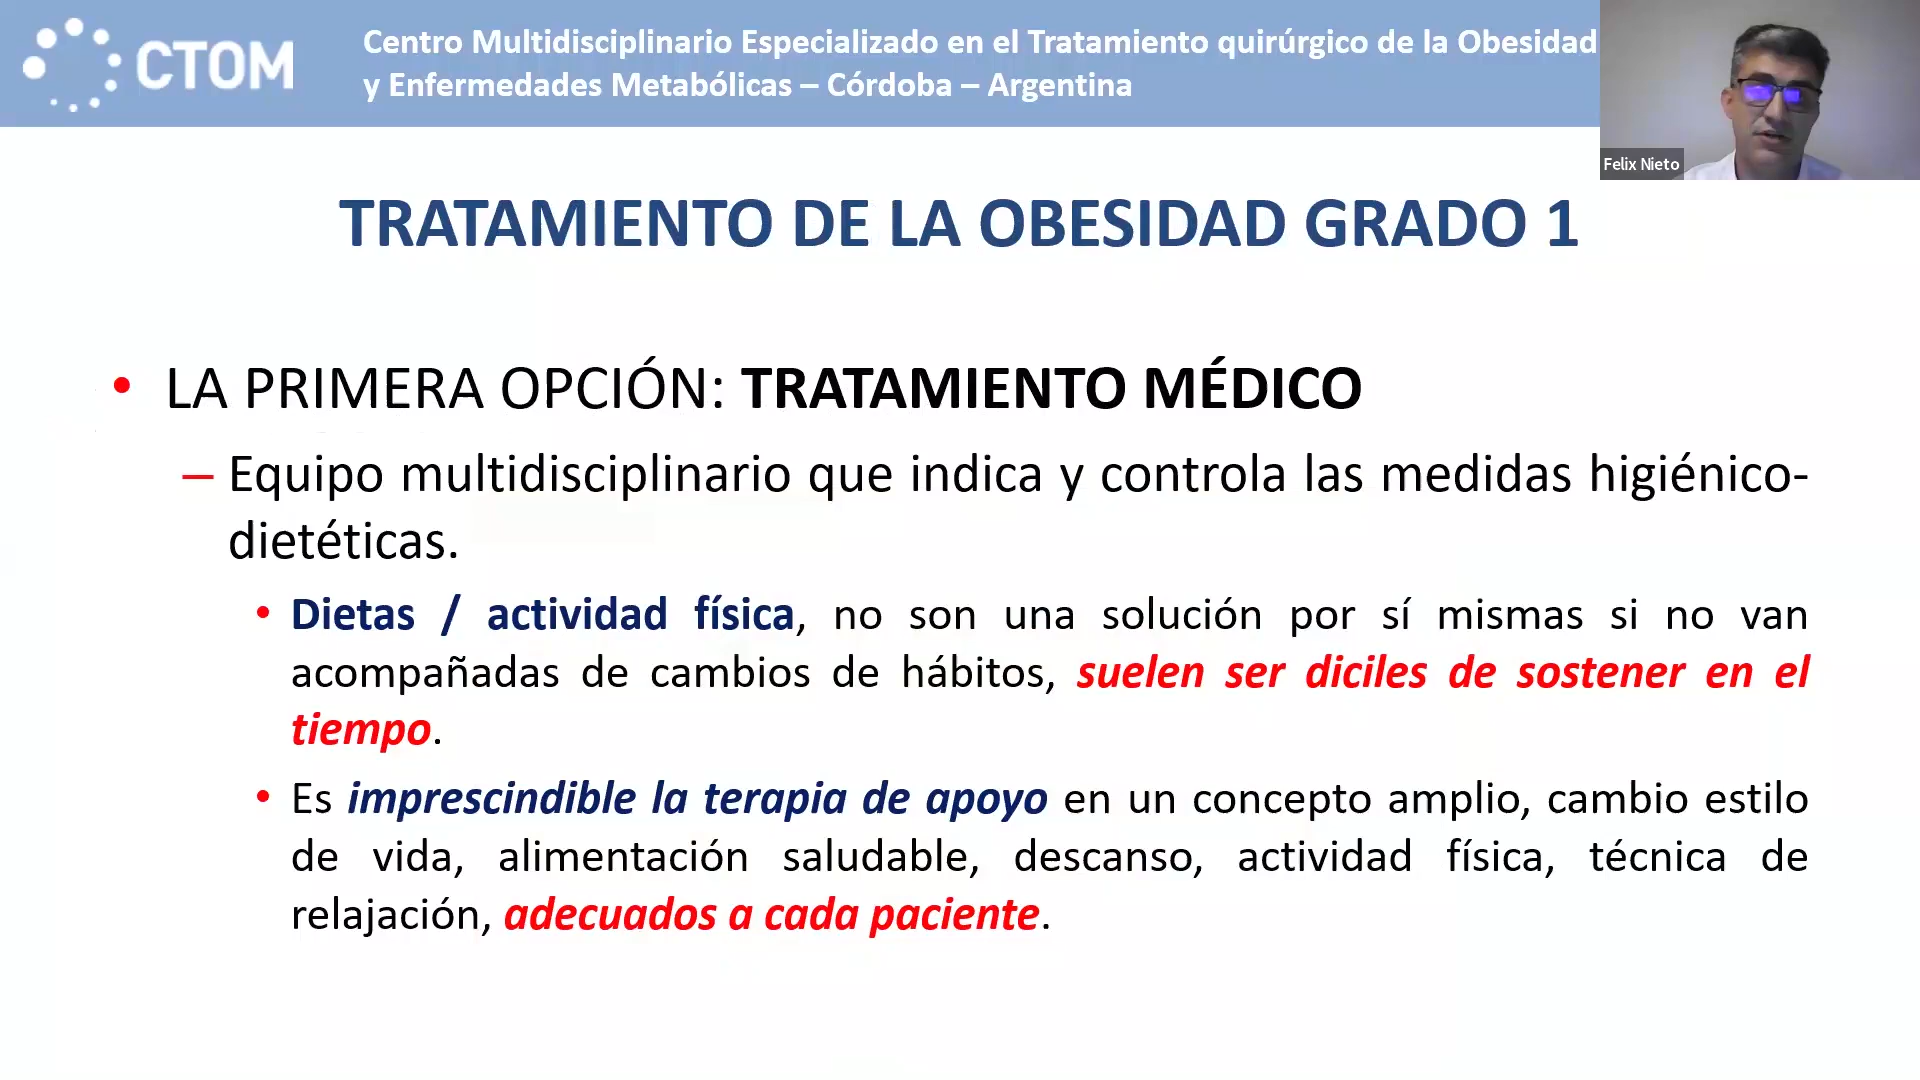 CTOM
Centro Multidisciplinario Especializado en el Tratamiento quirúrgico de la Obesidad
y Enfermedades Metabólicas – Córdoba – Argentina
Felix Nieto
TRATAMIENTO DE LA OBESIDAD GRADO 1
• LA PRIMERA OPCIÓN: TRATAMIENTO MÉDICO
– Equipo multidisciplinario que indica y controla las medidas higiénico-
dietéticas.
• Dietas / actividad física, no son una solución por sí mismas si no van
acompañadas de cambios de hábitos, suelen ser diciles de sostener en el
tiempo.
• Es imprescindible la terapia de apoyo en un concepto amplio, cambio estilo
de vida, alimentación saludable, descanso, actividad física, técnica de
relajación, adecuados a cada paciente.